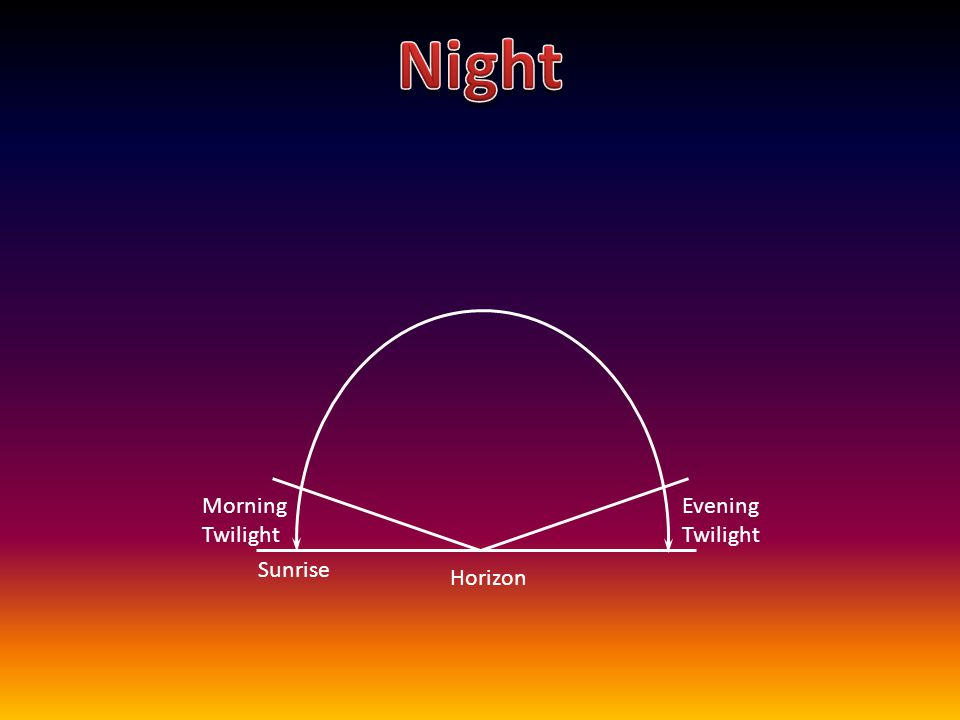 Night
Morning
Twilight
Evening
Twilight
Sunrise
Horizon